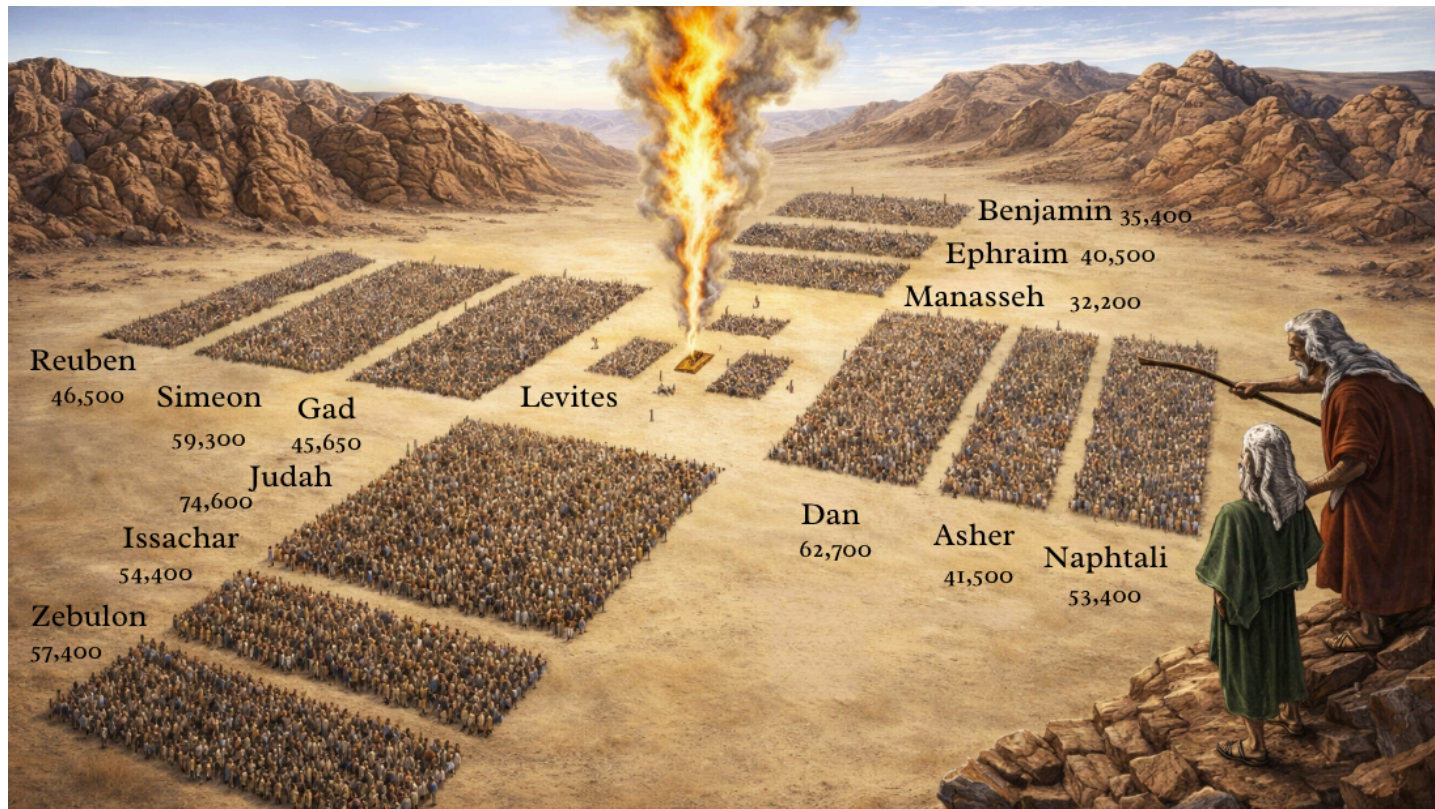 Benjamin 35,400
Ephraim 40,500
Manasseh 32,200
Reuben
46,500
Simeon
59,300
Gad
45,650
Levites
Judah
74,600
Issachar
54,400
Zebulon
57,400
Dan
62,700
Asher
41,500
Naphtali
53,400